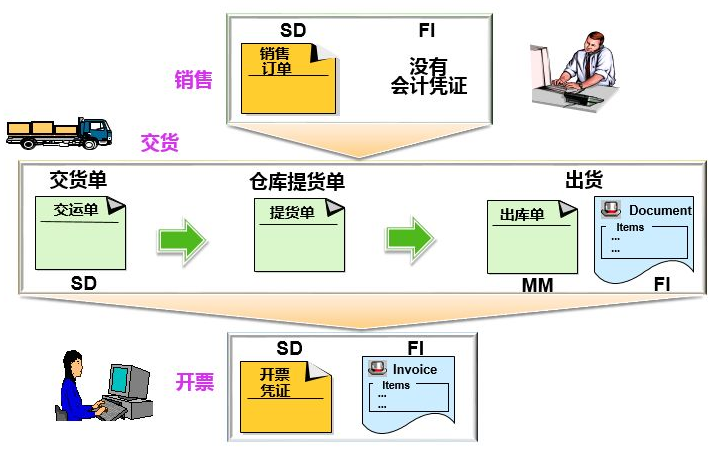 SD
FI
销售
订单
没有
会计凭证
销售
交货
交货单
仓库提货单
出货
交运单
提货单
出库单
Document
Items
...
...
SD
MM
FI
SD
FI
开票
开票
凭证
Invoice
Items
...
...